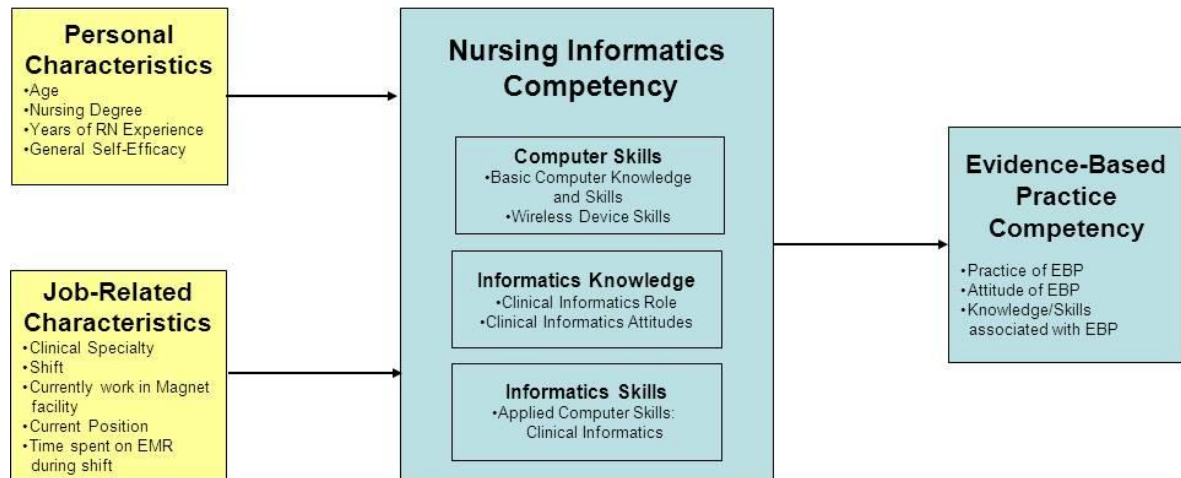 Personal
Characteristics
•Age
•Nursing Degree
•Years of RN Experience
•General Self-Efficacy
Job-Related
Characteristics
•Clinical Specialty
•Shift
•Currently work in Magnet
facility
•Current Position
•Time spent on EMR
during shift
Nursing Informatics
Competency
Computer Skills
•Basic Computer Knowledge
and Skills
•Wireless Device Skills
Informatics Knowledge
•Clinical Informatics Role
•Clinical Informatics Attitudes
Informatics Skills
•Applied Computer Skills:
Clinical Informatics
Evidence-Based
Practice
Competency
•Practice of EBP
•Attitude of EBP
•Knowledge/Skills
associated with EBP